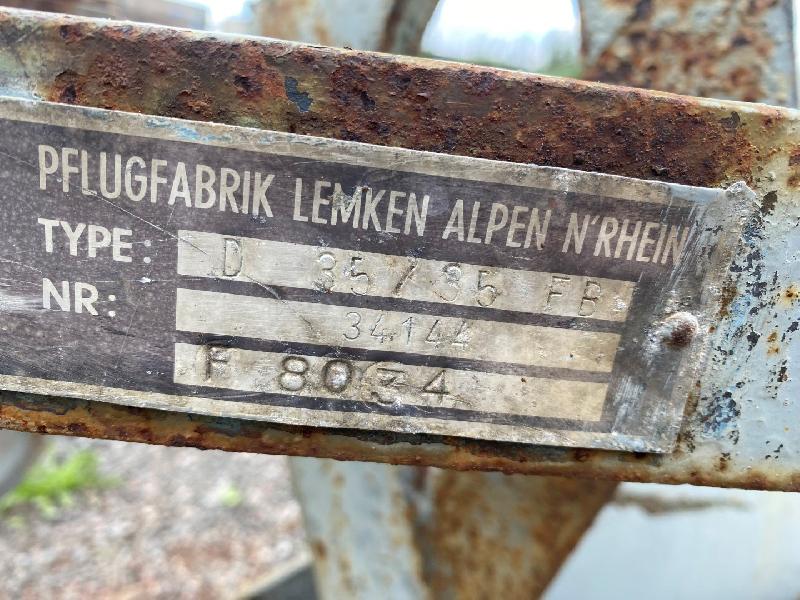 PFLUGFABRIK LEMKEN ALPEN N'RHEIN
TYPE: D 35/35 FB
NR: 34144
F 8034